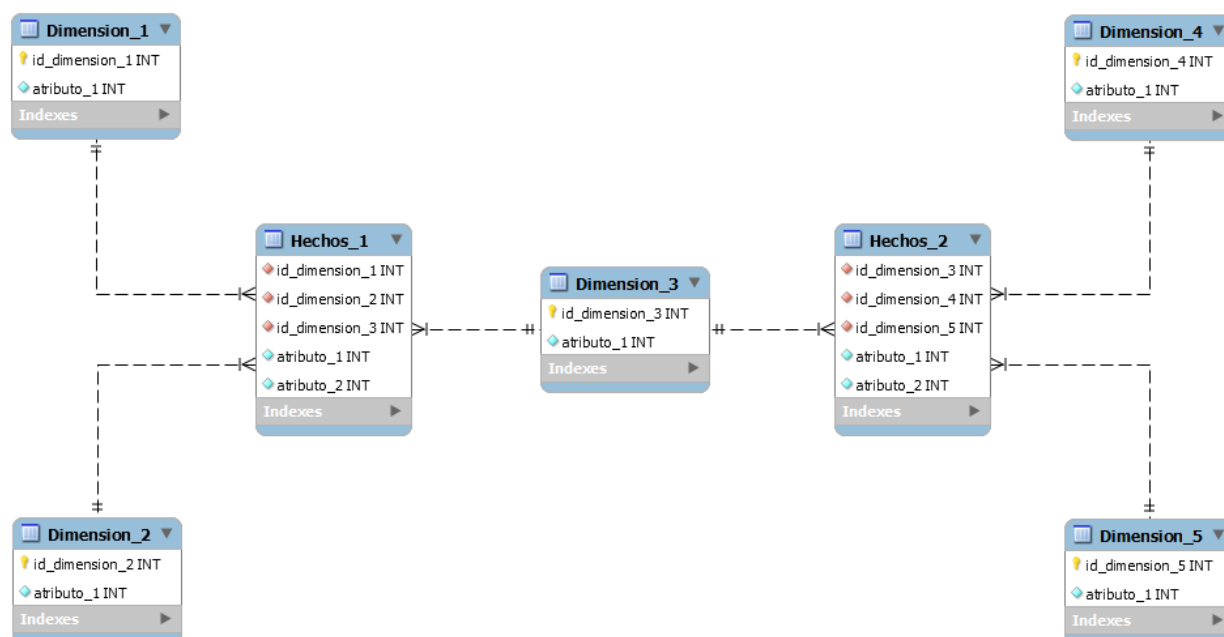 Dimension_1
id_dimension_1 INT
atributo_1 INT
Indexes
Dimension_4
id_dimension_4 INT
atributo_1 INT
Indexes
Hechos_1
id_dimension_1 INT
id_dimension_2 INT
id_dimension_3 INT
atributo_1 INT
atributo_2 INT
Indexes
Dimension_3
id_dimension_3 INT
atributo_1 INT
Indexes
Hechos_2
id_dimension_3 INT
id_dimension_4 INT
id_dimension_5 INT
atributo_1 INT
atributo_2 INT
Indexes
Dimension_2
id_dimension_2 INT
atributo_1 INT
Indexes
Dimension_5
id_dimension_5 INT
atributo_1 INT
Indexes